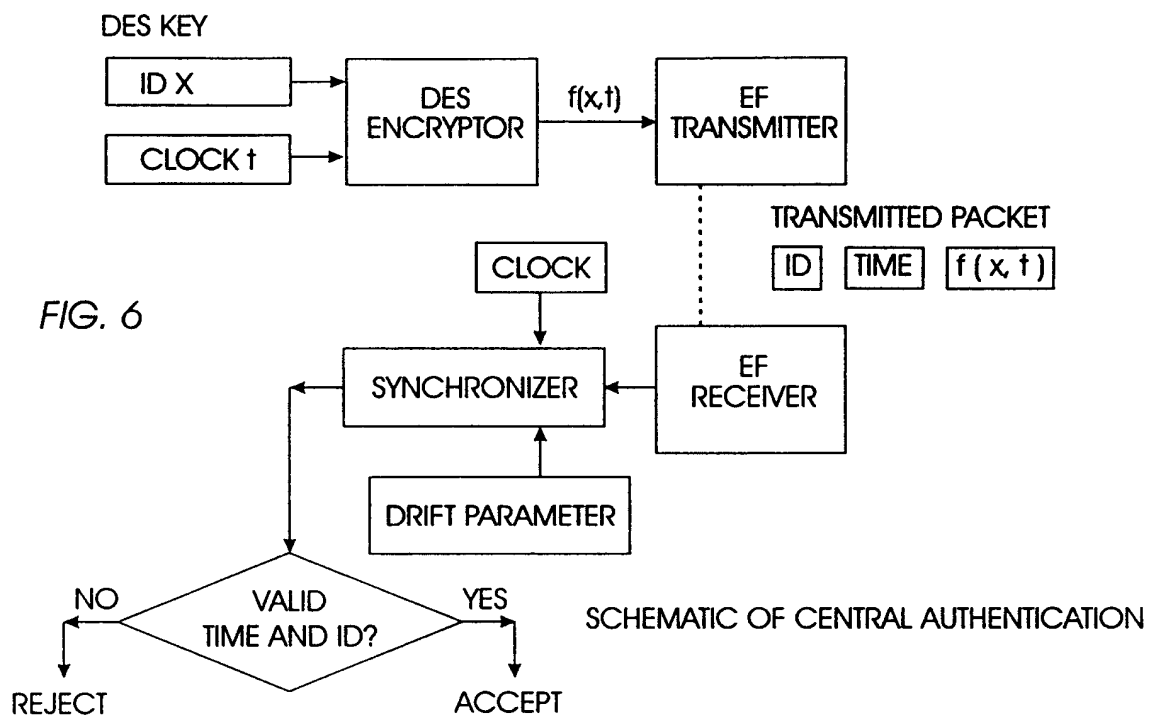 DES KEY
ID X
CLOCK t
DES
ENCRYPTOR
f(x,t)
EF
TRANSMITTER
TRANSMITTED PACKET
ID TIME f ( x, t )
CLOCK
FIG. 6
SYNCHRONIZER
EF
RECEIVER
DRIFT PARAMETER
NO
VALID
TIME AND ID?
YES
SCHEMATIC OF CENTRAL AUTHENTICATION
REJECT
ACCEPT